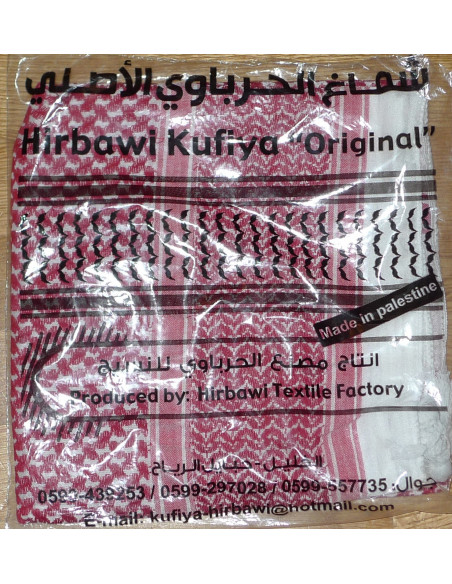 شماغ الحرباوي الأصلي
Hirbawi Kufiya "Original"
Made in palestine
انتاج مصنع الحرباوي للنسيج
Produced by: Hirbawi Textile Factory
الخليل-
جوال: 0599-557735 / 0599-297028 /
E-mail: kufiya-hirbawi@hotmail.com